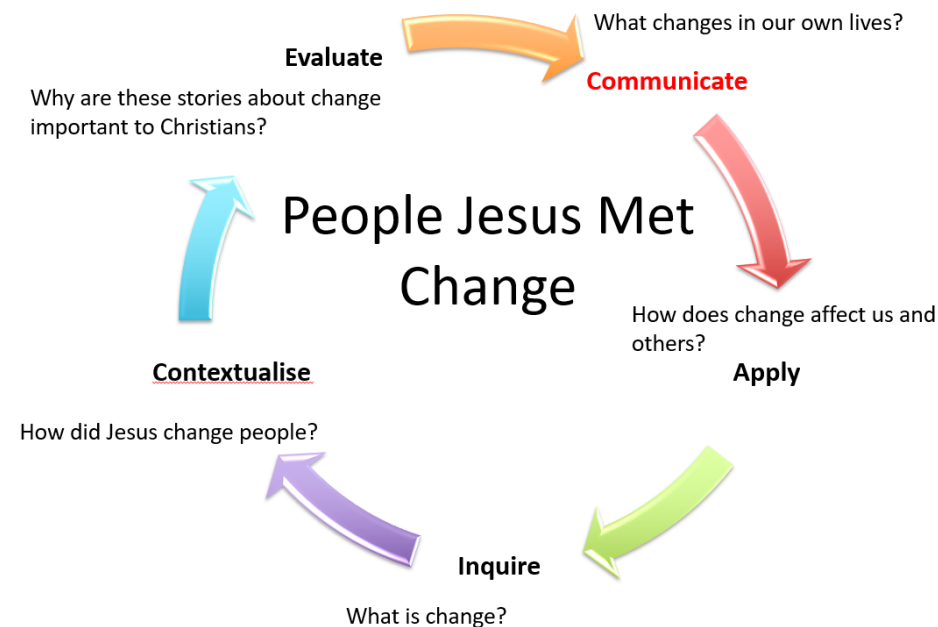 What changes in our own lives?
Evaluate
Communicate
Why are these stories about change
important to Christians?
People Jesus Met
Change
How does change affect us and
others?
Contextualise
Apply
How did Jesus change people?
Inquire
What is change?